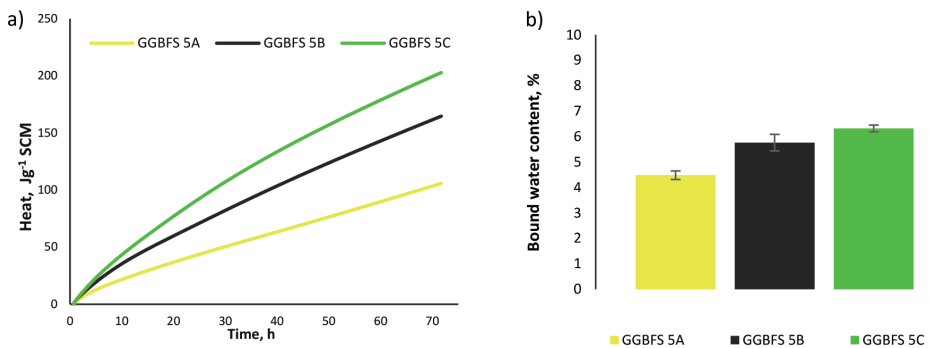 a)
250
200
150
100
50
0
Heat, Jg⁻¹ SCM
GGBFS 5A GGBFS 5B GGBFS 5C
0 10 20 30 40 50 60 70
Time, h
b)
10
9
8
7
6
5
4
3
2
1
0
Bound water content, %
GGBFS 5A GGBFS 5B GGBFS 5C